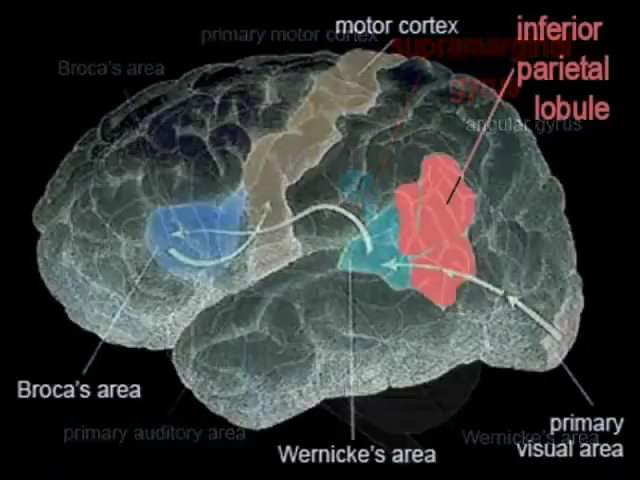 primary motor cortex
motor cortex
inferior
parietal
lobule
supramarginal
gyrus
Broca's area
angular gyrus
Broca's area
primary auditory area
Wernicke's area
Wernicke's area
primary
visual area